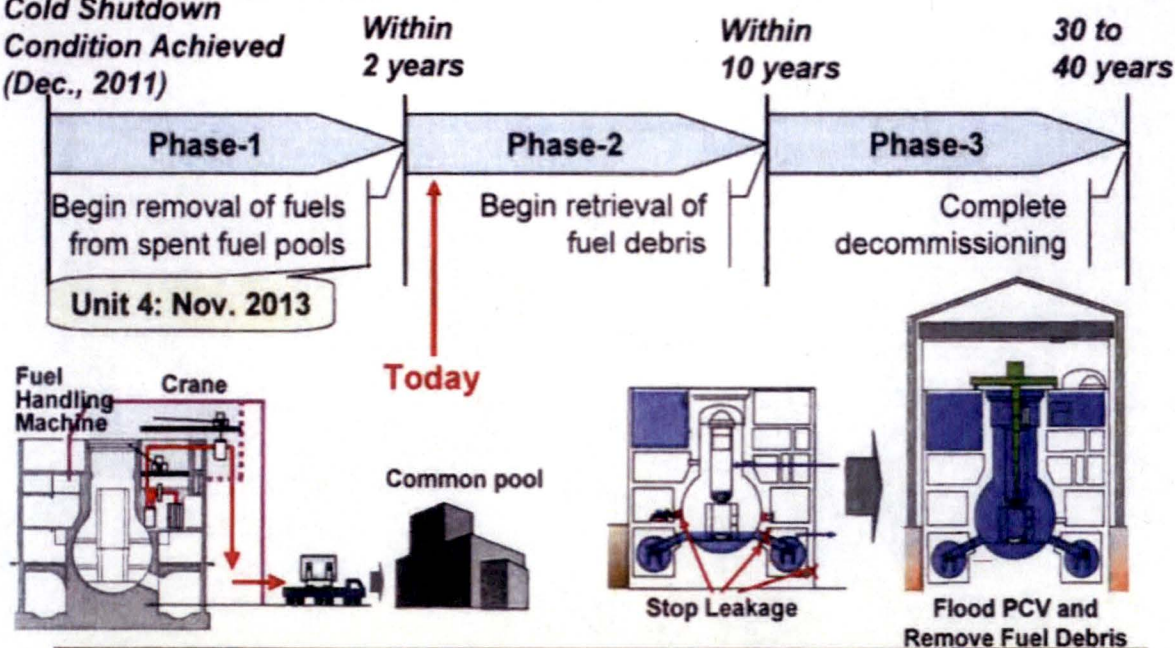 Cold Shutdown
Condition Achieved
(Dec., 2011)
Within
2 years
Within
10 years
30 to
40 years
Phase-1
Phase-2
Phase-3
Begin removal of fuels
from spent fuel pools
Begin retrieval of
fuel debris
Complete
decommissioning
Unit 4: Nov. 2013
Today
Fuel
Handling
Machine
Crane
Common pool
Stop Leakage
Flood PCV and
Remove Fuel Debris